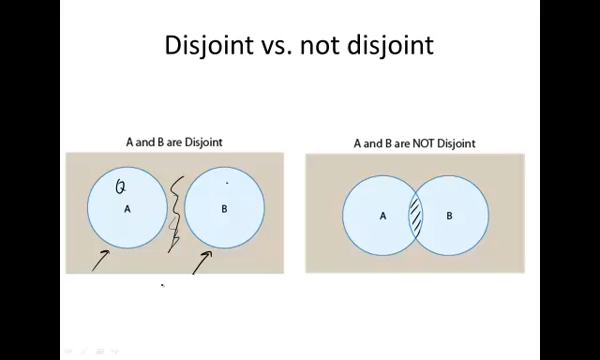 Disjoint vs. not disjoint
A and B are Disjoint
A and B are NOT Disjoint
A
B
A
B